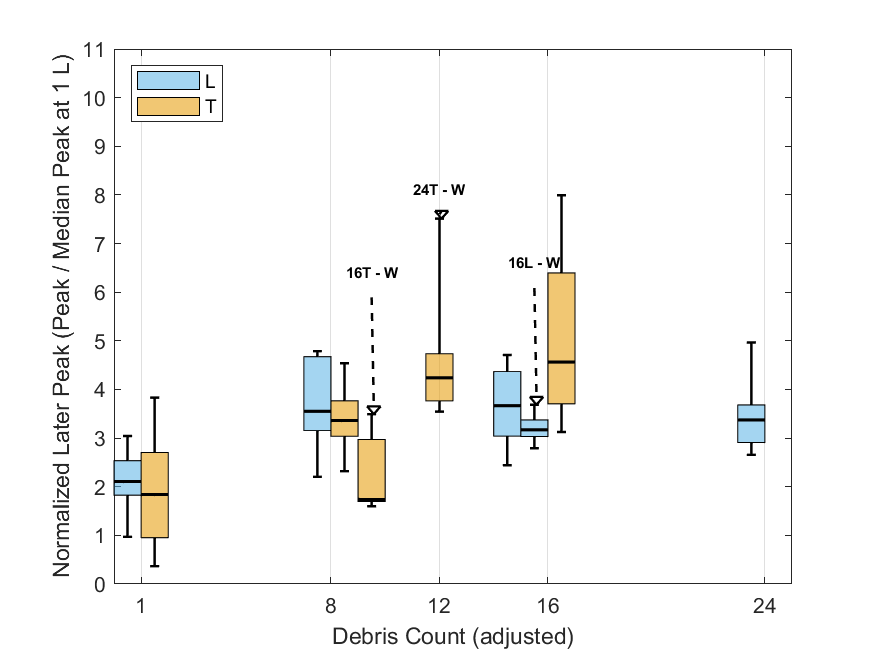 Normalized Later Peak (Peak / Median Peak at 1 L)
11
10
9
8
7
6
5
4
3
2
1
0
L
T
24T - W
16T - W
16L - W
1
8
12
16
24
Debris Count (adjusted)